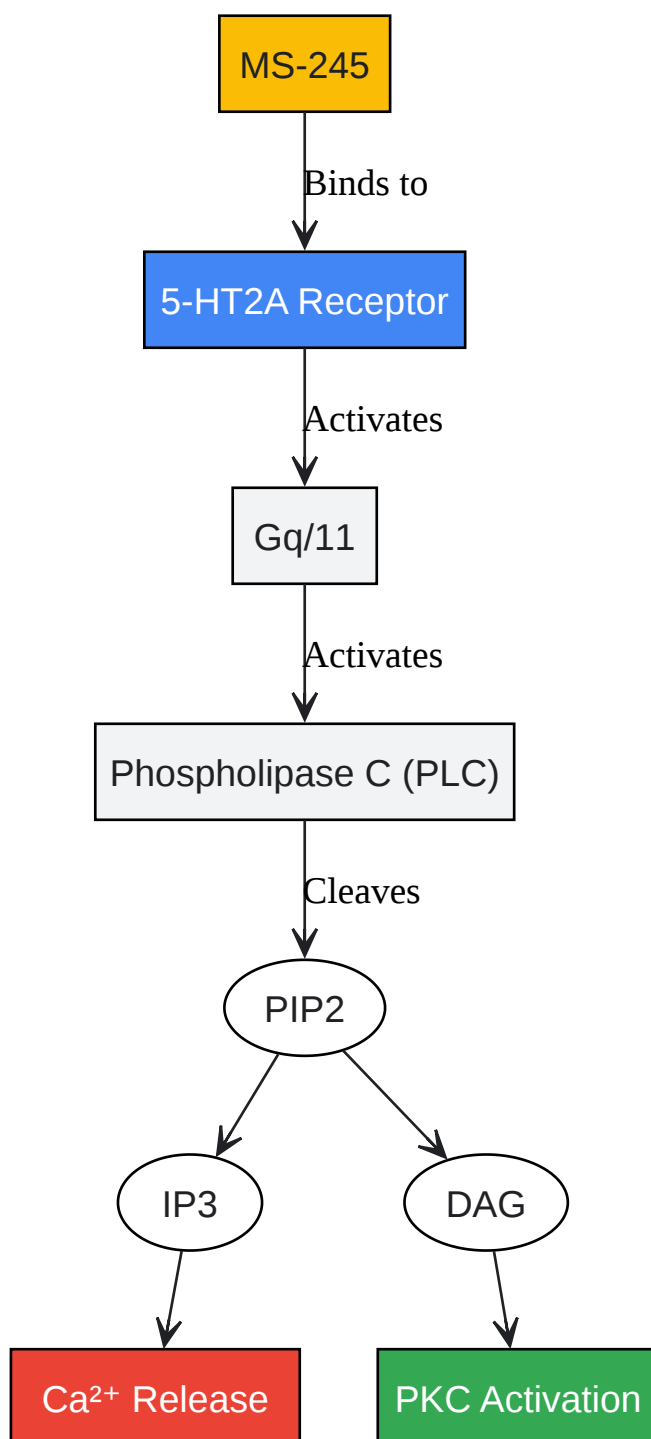 MS-245
Binds to
5-HT2A Receptor
Activates
Gq/11
Activates
Phospholipase C (PLC)
Cleaves
PIP2
IP3
DAG
Ca²⁺ Release
PKC Activation